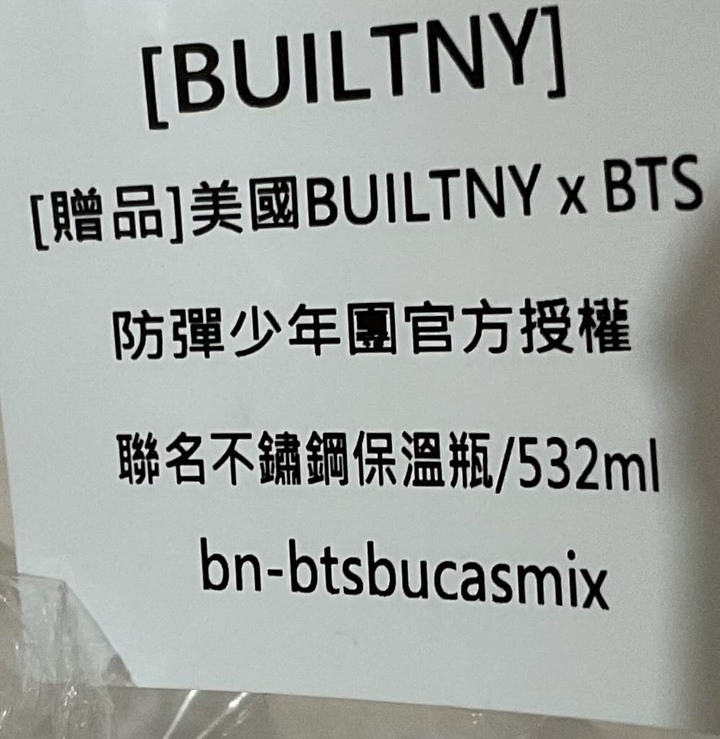 [BUILTNY]
[贈品]美國BUILTNY x BTS
防彈少年團官方授權
聯名不鏽鋼保溫瓶/532ml
bn-btsbucasmix